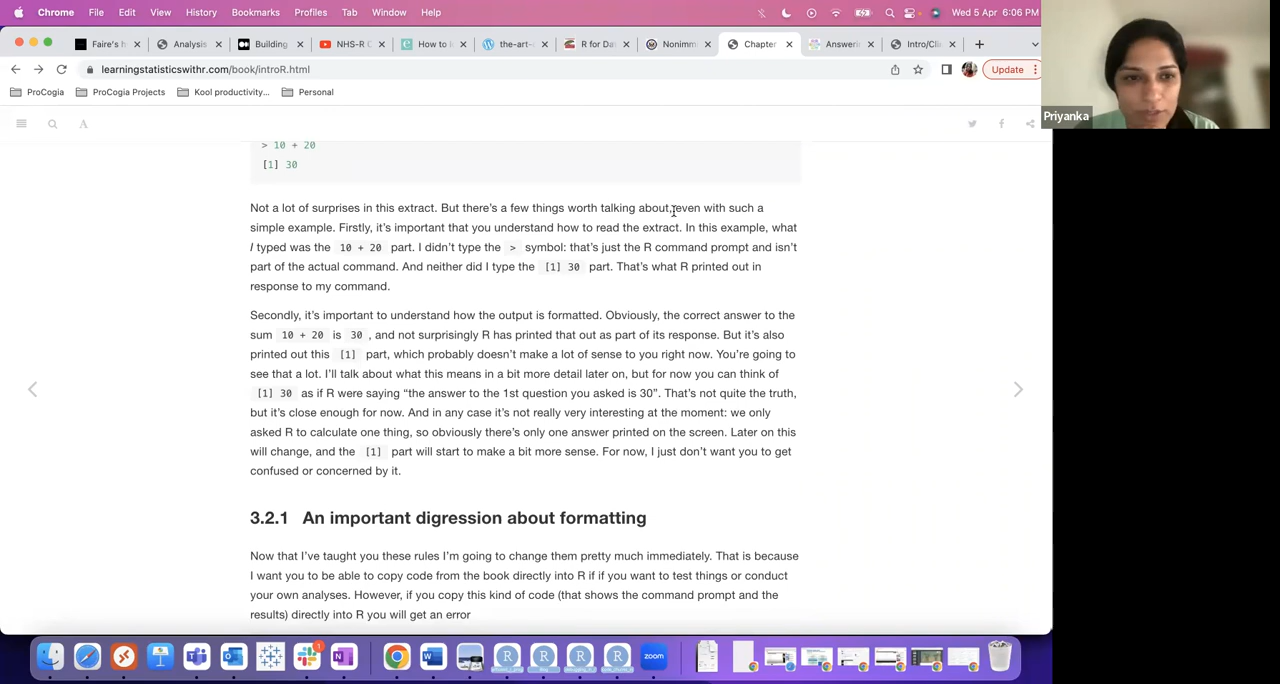 Chrome File Edit View History Bookmarks Profiles Tab Window Help Wed 5 Apr 6:06 PM
Faire's h Analysis Building NHS-R C How to k the-art- R for Dat Nonimm Chapter Answerin Intro/Cli
learningstatisticswithr.com/book/introR.html Update
ProCogia ProCogia Projects Kool productivity... Personal
Priyanka
A
> 10 + 20
[1] 30
Not a lot of surprises in this extract. But there's a few things worth talking about, even with such a
simple example. Firstly, it's important that you understand how to read the extract. In this example, what
I typed was the 10 + 20 part. I didn't type the > symbol: that's just the R command prompt and isn't
part of the actual command. And neither did I type the [1] 30 part. That's what R printed out in
response to my command.
Secondly, it's important to understand how the output is formatted. Obviously, the correct answer to the
sum 10 + 20 is 30 , and not surprisingly R has printed that out as part of its response. But it's also
printed out this [1] part, which probably doesn't make a lot of sense to you right now. You're going to
see that a lot. I'll talk about what this means in a bit more detail later on, but for now you can think of
[1] 30 as if R were saying "the answer to the 1st question you asked is 30". That's not quite the truth,
but it's close enough for now. And in any case it's not really very interesting at the moment: we only
asked R to calculate one thing, so obviously there's only one answer printed on the screen. Later on this
will change, and the [1] part will start to make a bit more sense. For now, I just don't want you to get
confused or concerned by it.
3.2.1 An important digression about formatting
Now that I've taught you these rules I'm going to change them pretty much immediately. That is because
I want you to be able to copy code from the book directly into R if if you want to test things or conduct
your own analyses. However, if you copy this kind of code (that shows the command prompt and the
results) directly into R you will get an error
zoom